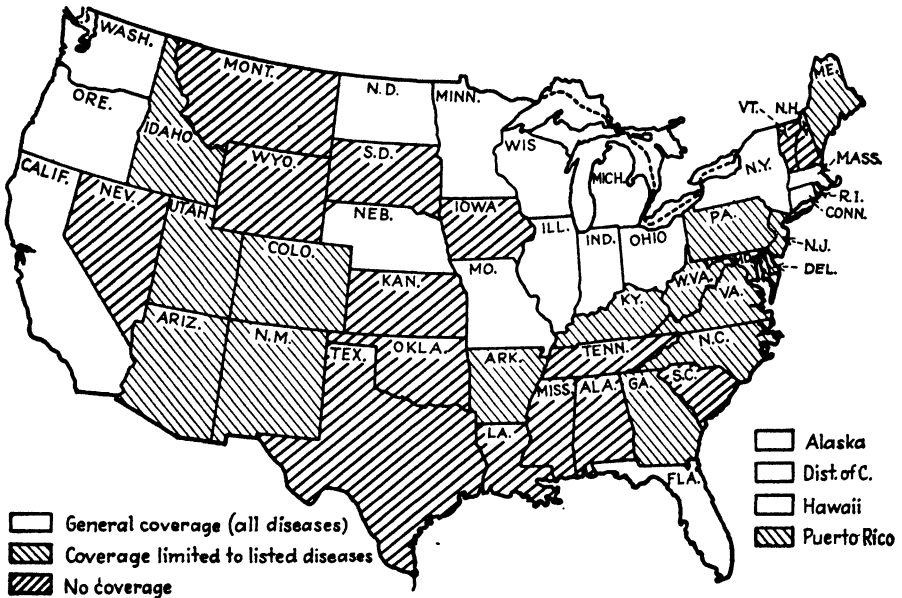 WASH.
MONT.
N.D.
MINN.
ORE.
IDAHO
WYO.
S.D.
WIS
MICH.
VT.
N.H.
ME.
N.Y.
MASS.
R.I.
CONN.
CALIF.
NEV.
UTAH
COLO.
NEB.
IOWA
ILL.
IND.
OHIO
PA.
N.J.
DEL.
MD.
KAN.
MO.
KY.
W.VA.
VA.
ARIZ.
N.M.
TEX.
OKLA.
ARK.
TENN.
N.C.
S.C.
MISS.
ALA.
GA.
LA.
FLA.
Alaska
Dist. of C.
Hawaii
Puerto Rico
General coverage (all diseases)
Coverage limited to listed diseases
No coverage